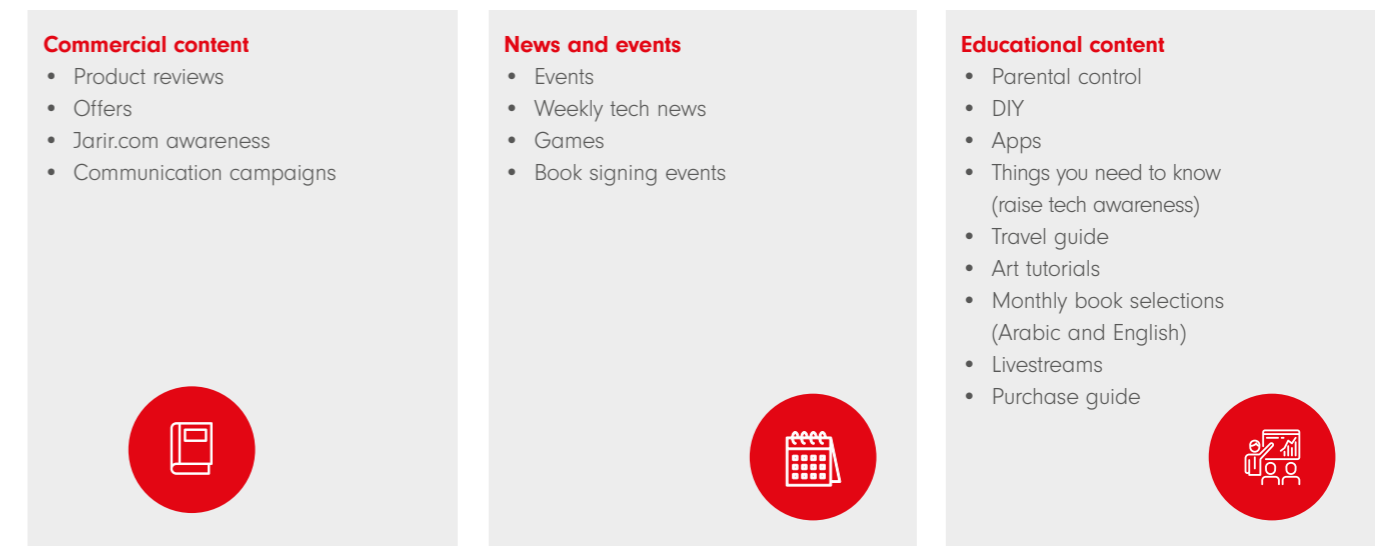 Commercial content
• Product reviews
• Offers
• Jarir.com awareness
• Communication campaigns
News and events
• Events
• Weekly tech news
• Games
• Book signing events
Educational content
• Parental control
• DIY
• Apps
• Things you need to know
(raise tech awareness)
• Travel guide
• Art tutorials
• Monthly book selections
(Arabic and English)
• Livestreams
• Purchase guide